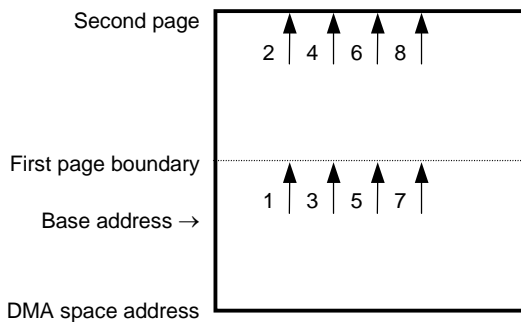 Second page
2 4 6 8
First page boundary
1 3 5 7
Base address →
DMA space address